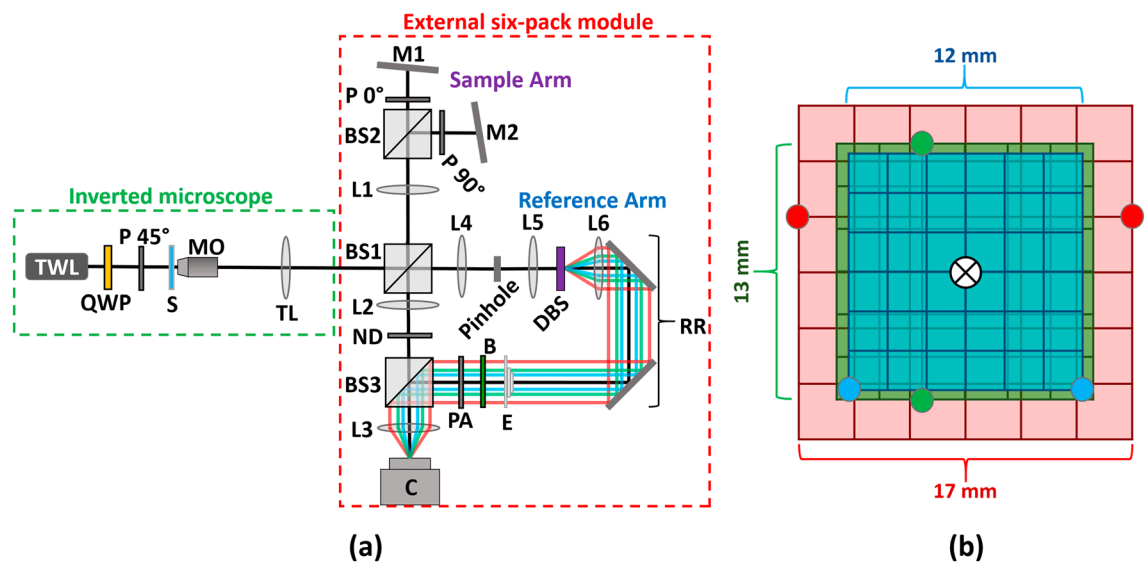 External six-pack module
M1
Sample Arm
P 0°
BS2
M2
P 90°
L1
Inverted microscope
Reference Arm
TWL
QWP
P 45°
S
MO
TL
BS1
L4
Pinhole
L5
DBS
L6
RR
L2
ND
BS3
PA
B
E
L3
C
(a)
12 mm
13 mm
17 mm
(b)